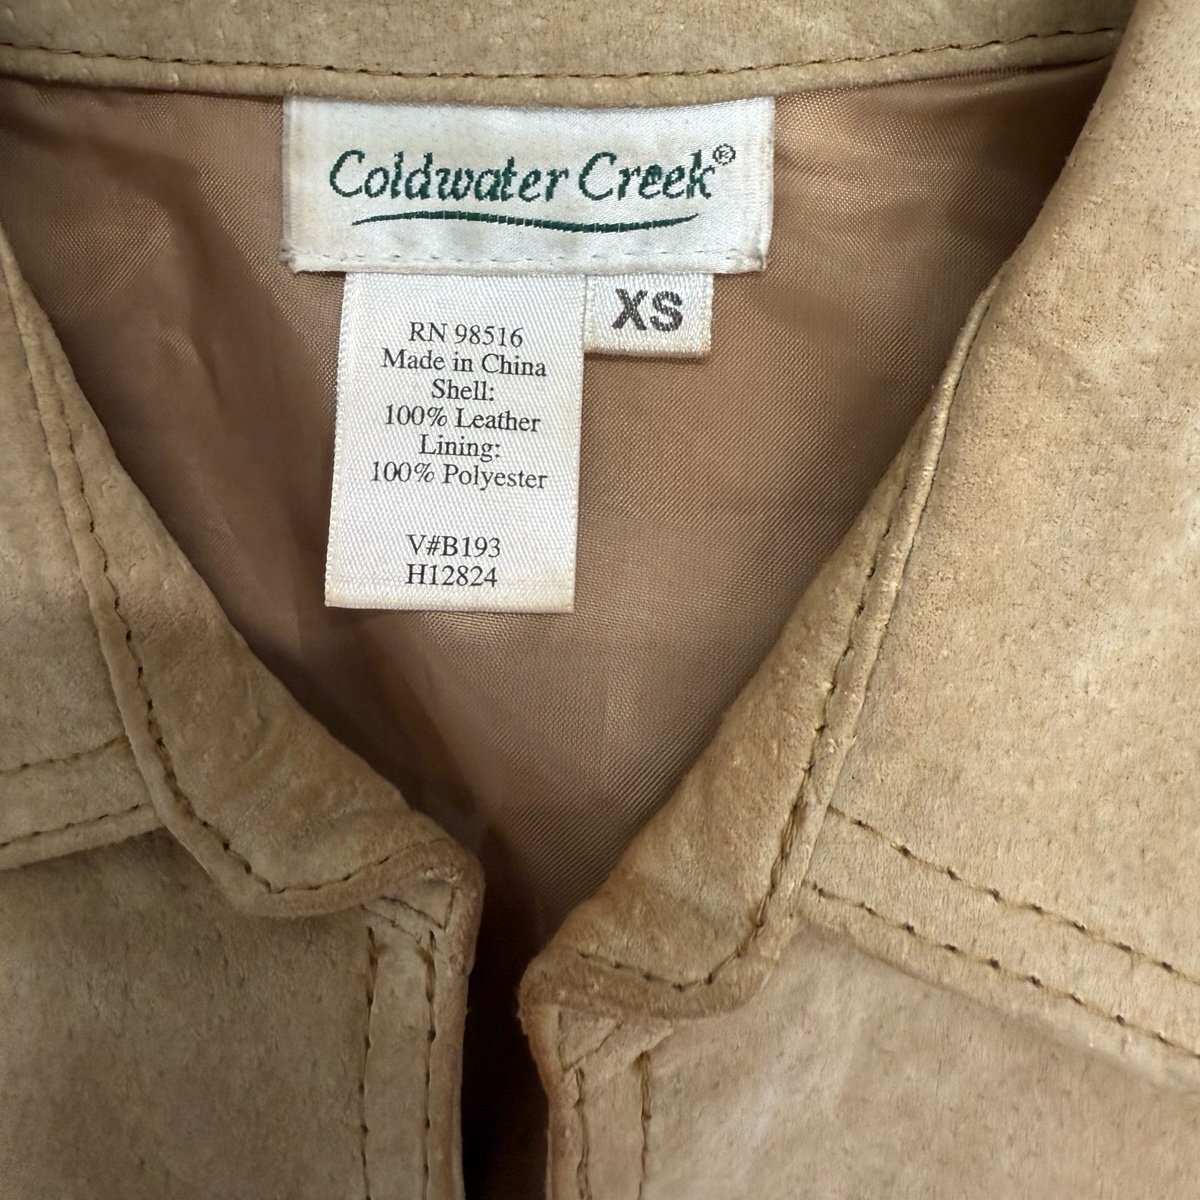 Coldwater Creek®
XS
RN 98516
Made in China
Shell:
100% Leather
Lining:
100% Polyester
V#B193
H12824